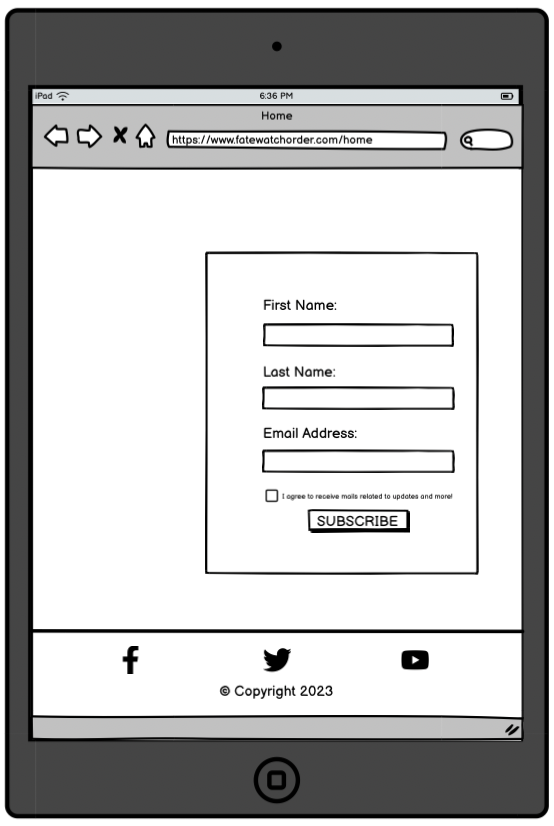 iPod
6:36 PM
Home
https://www.fatewatchorder.com/home
First Name:
Last Name:
Email Address:
I agree to receive mails related to updates and more!
SUBSCRIBE
© Copyright 2023